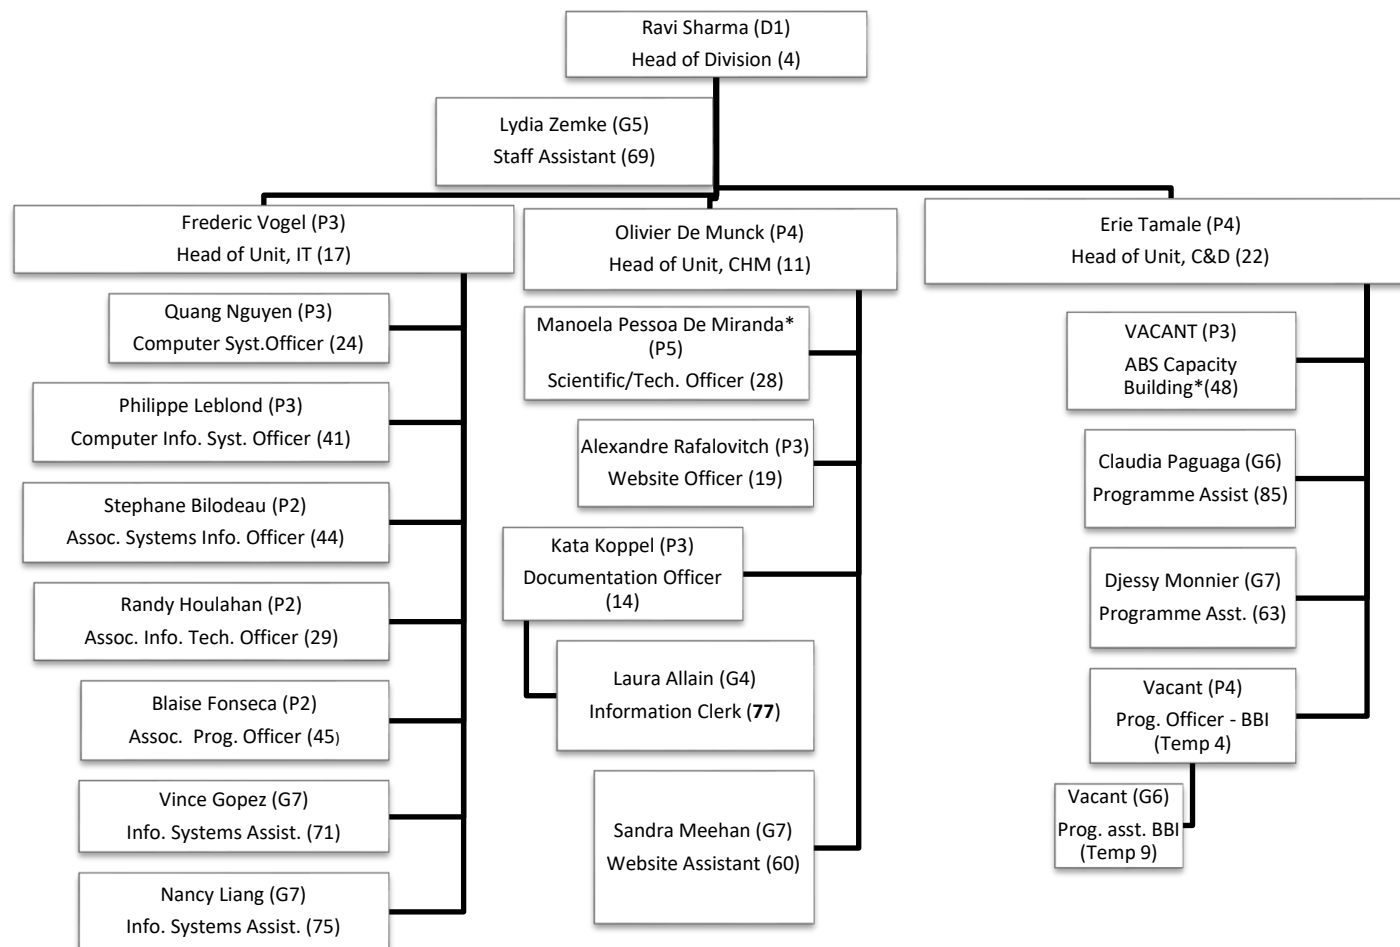 Ravi Sharma (D1)
Head of Division (4)
Lydia Zemke (G5)
Staff Assistant (69)
Frederic Vogel (P3)
Head of Unit, IT (17)
Quang Nguyen (P3)
Computer Syst.Officer (24)
Philippe Leblond (P3)
Computer Info. Syst. Officer (41)
Stephane Bilodeau (P2)
Assoc. Systems Info. Officer (44)
Randy Houlahan (P2)
Assoc. Info. Tech. Officer (29)
Blaise Fonseca (P2)
Assoc.  Prog. Officer (45)
Vince Gopez (G7)
Info. Systems Assist. (71)
Nancy Liang (G7)
Info. Systems Assist. (75)
Olivier De Munck (P4)
Head of Unit, CHM (11)
Manoela Pessoa De Miranda*
(P5)
Scientific/Tech. Officer (28)
Alexandre Rafalovitch (P3)
Website Officer (19)
Kata Koppel (P3)
Documentation Officer
(14)
Laura Allain (G4)
Information Clerk (77)
Sandra Meehan (G7)
Website Assistant (60)
Erie Tamale (P4)
Head of Unit, C&D (22)
VACANT (P3)
ABS Capacity
Building*(48)
Claudia Paguaga (G6)
Programme Assist (85)
Djessy Monnier (G7)
Programme Asst. (63)
Vacant (P4)
Prog. Officer - BBI
(Temp 4)
Vacant (G6)
Prog. asst. BBI
(Temp 9)